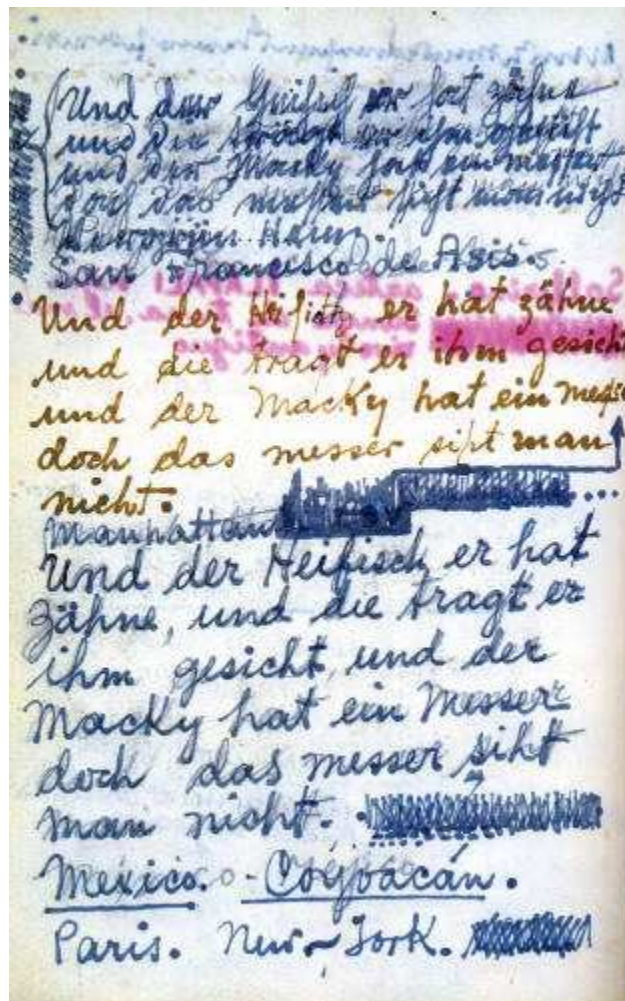 Und der Haifisch er hat zähne
und die trägt er ihm gesicht
und der Macky hat ein messer
doch das messer siht man nicht
San Francisco de Asis.
Und der Heifisch er hat zähne
und die tragt er ihm gesicht
und der Macky hat ein messer
doch das messer siht man
nicht.
Manhattan
Und der Heifisch er hat
zähne, und die tragt er
ihm gesicht, und der
Macky hat ein Messer
doch das messer siht
man nicht.
Mexico. - Coyoacán.
Paris. New-York.